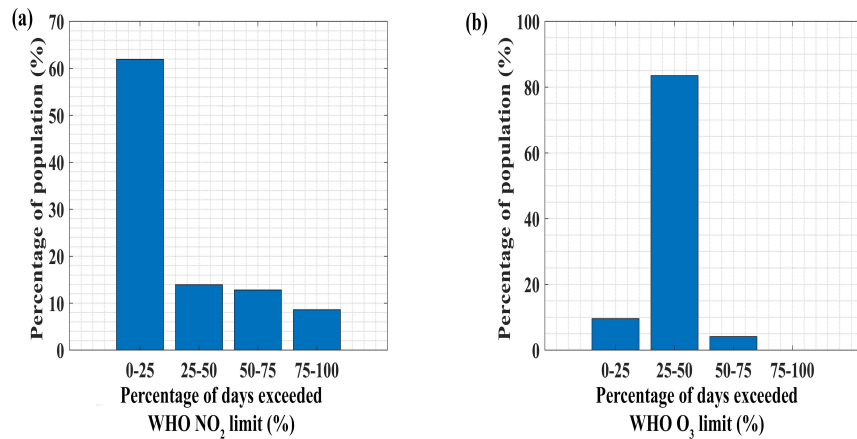 (a)
Percentage of population (%)
70
60
50
40
30
20
10
0
0-25 25-50 50-75 75-100
Percentage of days exceeded
WHO NO₂ limit (%)
(b)
Percentage of population (%)
100
80
60
40
20
0
0-25 25-50 50-75 75-100
Percentage of days exceeded
WHO O₃ limit (%)